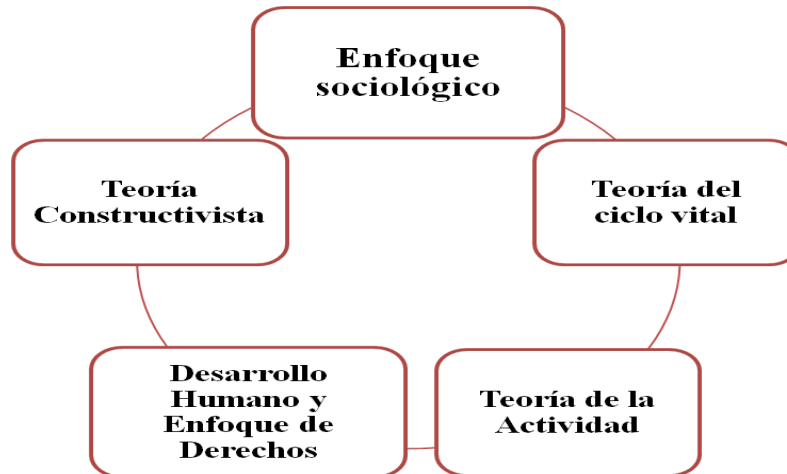 Enfoque
sociológico
Teoría del
ciclo vital
Teoría de la
Actividad
Desarrollo
Humano y
Enfoque de
Derechos
Teoría
Constructivista